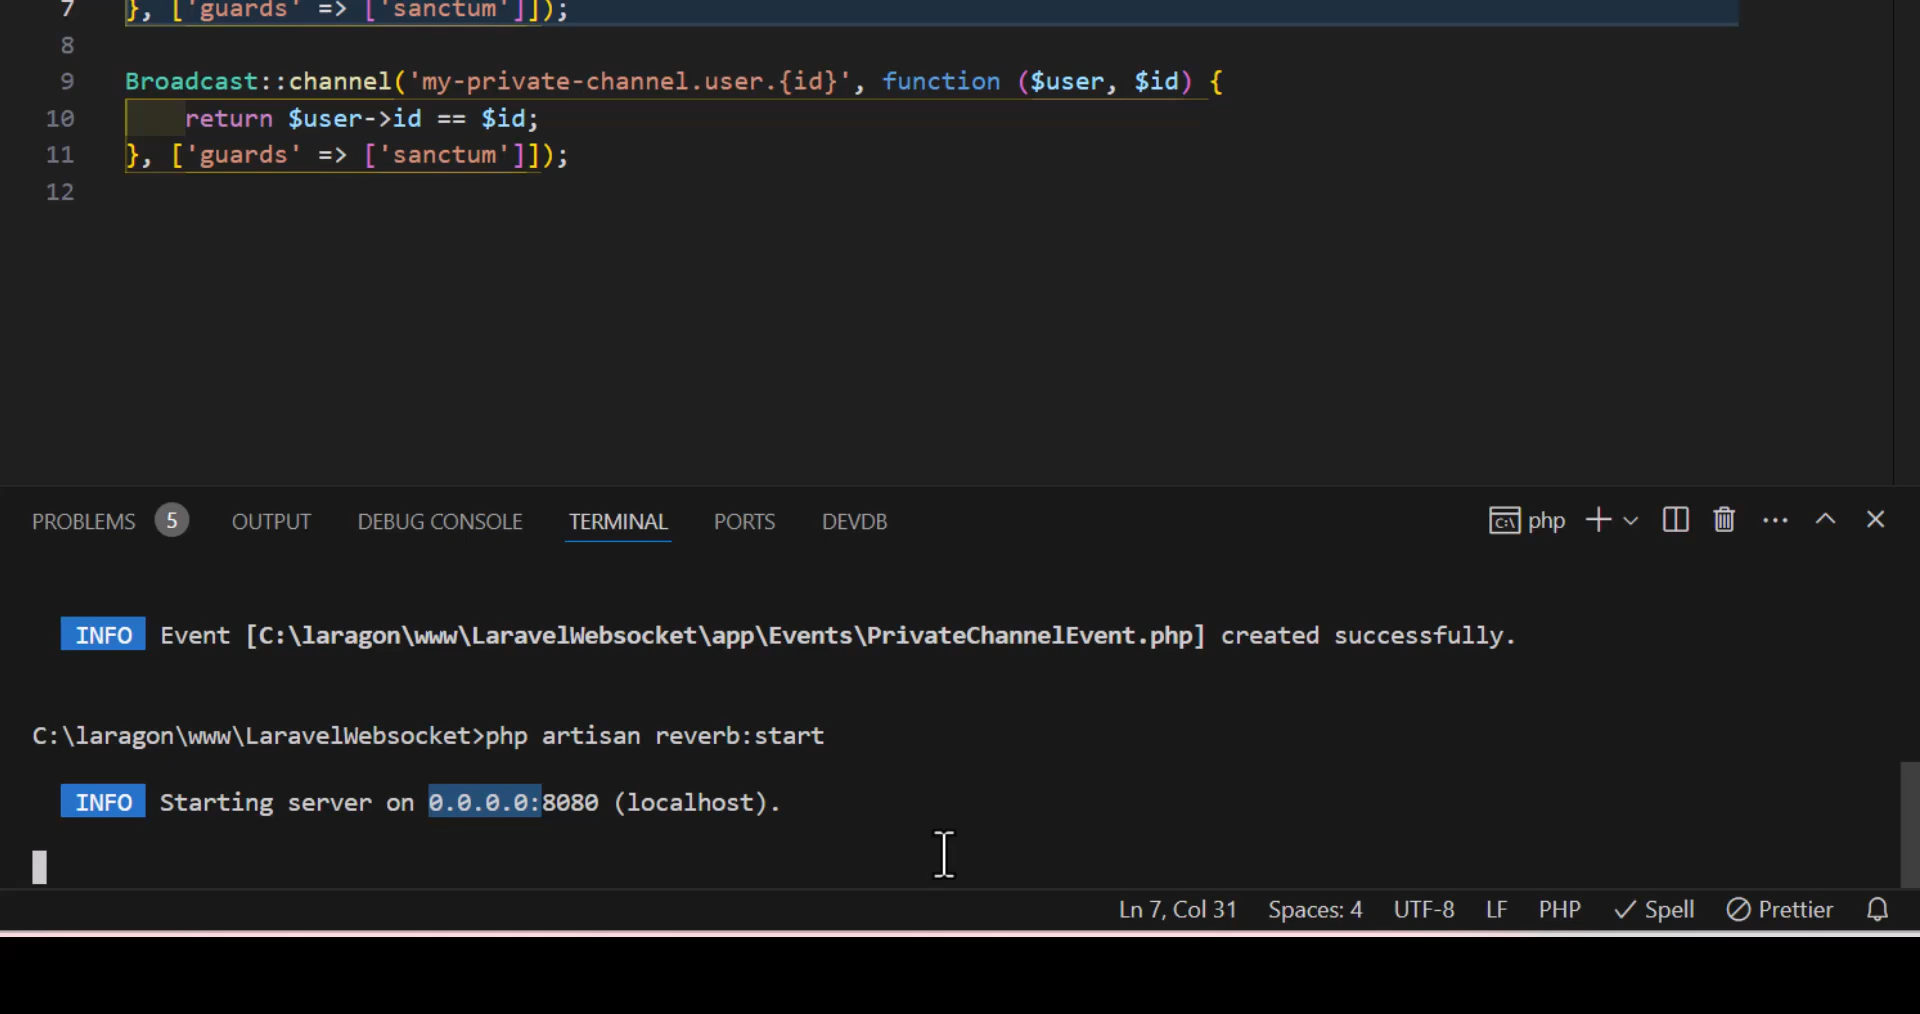 7 }, ['guards' => ['sanctum']]);
8
9 Broadcast::channel('my-private-channel.user.{id}', function ($user, $id) {
10 return $user->id == $id;
11 }, ['guards' => ['sanctum']]);
12
PROBLEMS 5 OUTPUT DEBUG CONSOLE TERMINAL PORTS DEVDB php
INFO Event [C:\laragon\www\LaravelWebsocket\app\Events\PrivateChannelEvent.php] created successfully.
C:\laragon\www\LaravelWebsocket>php artisan reverb:start
INFO Starting server on 0.0.0.0:8080 (localhost).
Ln 7, Col 31 Spaces: 4 UTF-8 LF PHP Spell Prettier